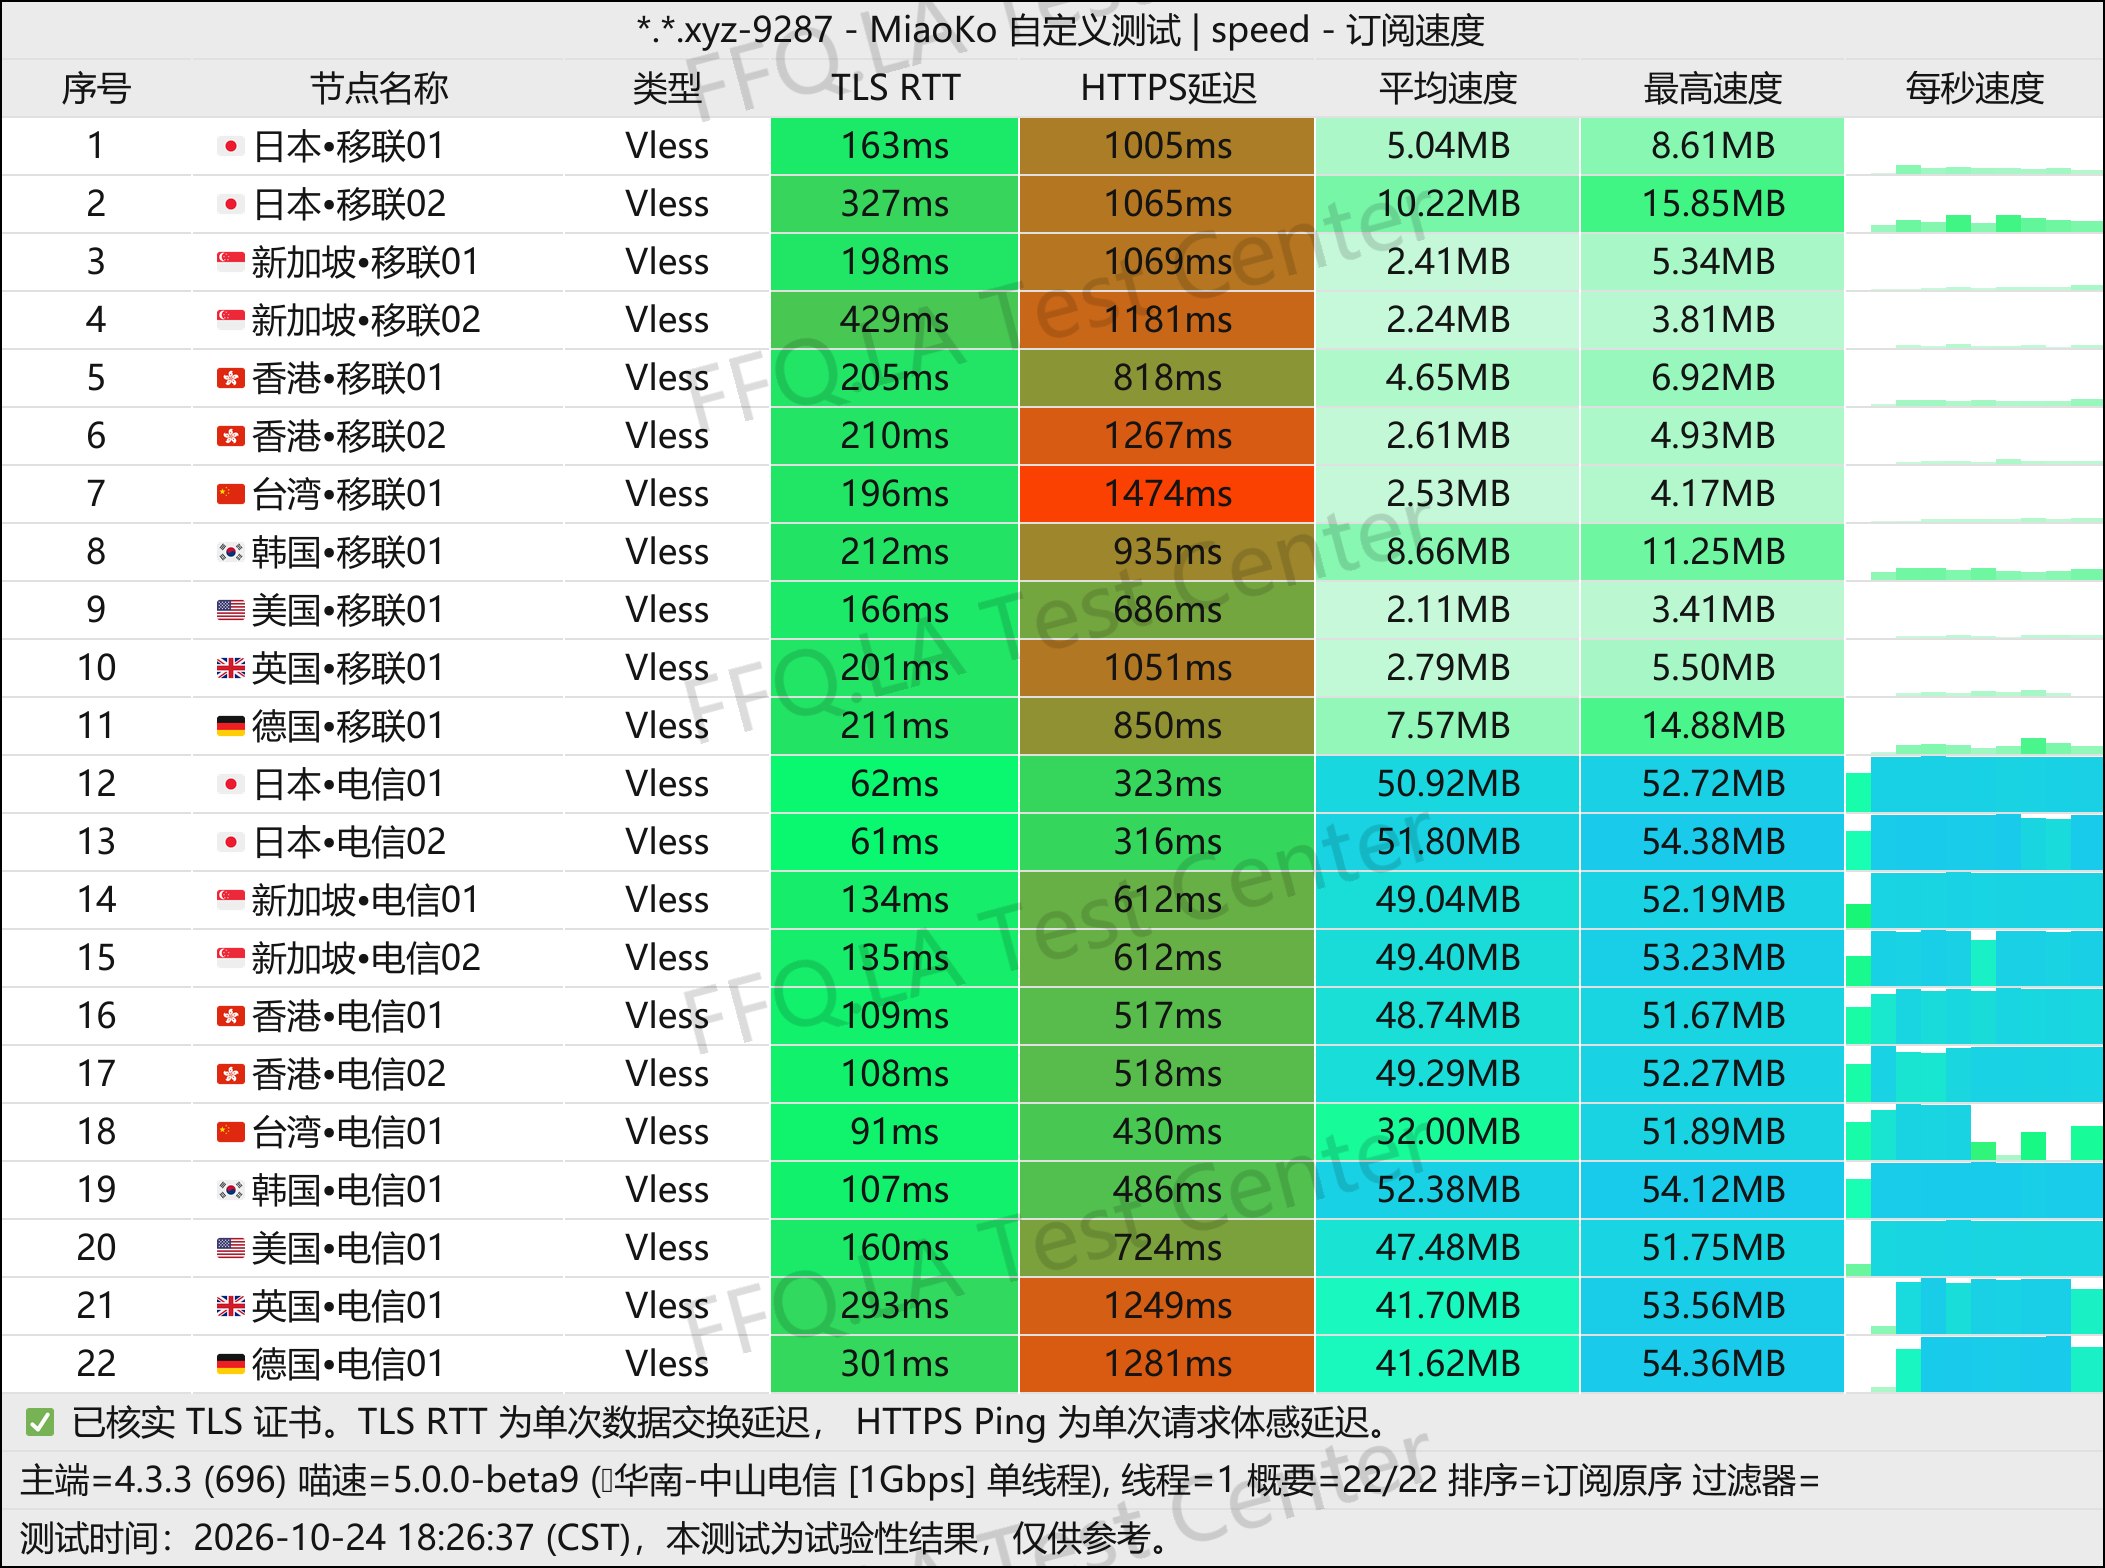 *.*.xyz-9287 - MiaoKo 自定义测试 | speed - 订阅速度
序号 节点名称 类型 TLS RTT HTTPS延迟 平均速度 最高速度 每秒速度
1 日本•移联01 Vless 163ms 1005ms 5.04MB 8.61MB
2 日本•移联02 Vless 327ms 1065ms 10.22MB 15.85MB
3 新加坡•移联01 Vless 198ms 1069ms 2.41MB 5.34MB
4 新加坡•移联02 Vless 429ms 1181ms 2.24MB 3.81MB
5 香港•移联01 Vless 205ms 818ms 4.65MB 6.92MB
6 香港•移联02 Vless 210ms 1267ms 2.61MB 4.93MB
7 台湾•移联01 Vless 196ms 1474ms 2.53MB 4.17MB
8 韩国•移联01 Vless 212ms 935ms 8.66MB 11.25MB
9 美国•移联01 Vless 166ms 686ms 2.11MB 3.41MB
10 英国•移联01 Vless 201ms 1051ms 2.79MB 5.50MB
11 德国•移联01 Vless 211ms 850ms 7.57MB 14.88MB
12 日本•电信01 Vless 62ms 323ms 50.92MB 52.72MB
13 日本•电信02 Vless 61ms 316ms 51.80MB 54.38MB
14 新加坡•电信01 Vless 134ms 612ms 49.04MB 52.19MB
15 新加坡•电信02 Vless 135ms 612ms 49.40MB 53.23MB
16 香港•电信01 Vless 109ms 517ms 48.74MB 51.67MB
17 香港•电信02 Vless 108ms 518ms 49.29MB 52.27MB
18 台湾•电信01 Vless 91ms 430ms 32.00MB 51.89MB
19 韩国•电信01 Vless 107ms 486ms 52.38MB 54.12MB
20 美国•电信01 Vless 160ms 724ms 47.48MB 51.75MB
21 英国•电信01 Vless 293ms 1249ms 41.70MB 53.56MB
22 德国•电信01 Vless 301ms 1281ms 41.62MB 54.36MB
✅ 已核实 TLS 证书。TLS RTT 为单次数据交换延迟， HTTPS Ping 为单次请求体感延迟。
主端=4.3.3 (696) 喵速=5.0.0-beta9 (华南-中山电信 [1Gbps] 单线程), 线程=1 概要=22/22 排序=订阅原序 过滤器=
测试时间：2026-10-24 18:26:37 (CST)，本测试为试验性结果，仅供参考。
FFQ.LA Test Center
FFQ.LA Test Center
FFQ.LA Test Center
FFQ.LA Test Center
FFQ.LA Test Center